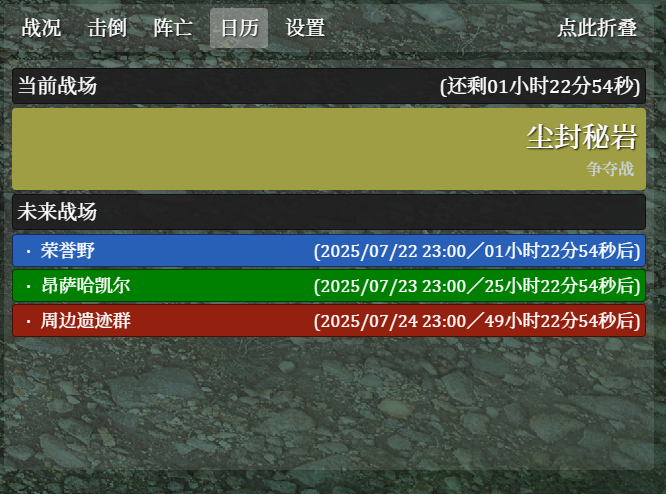 战况 击倒 阵亡 日历 设置 点此折叠
当前战场 (还剩01小时22分54秒)
尘封秘岩
争夺战
未来战场
· 荣誉野 (2025/07/22 23:00／01小时22分54秒后)
· 昂萨哈凯尔 (2025/07/23 23:00／25小时22分54秒后)
· 周边遗迹群 (2025/07/24 23:00／49小时22分54秒后)